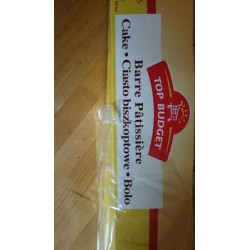 TOP BUDGET
Barre Pâtissière
Cake • Ciasto biszkoptowe • Bolo